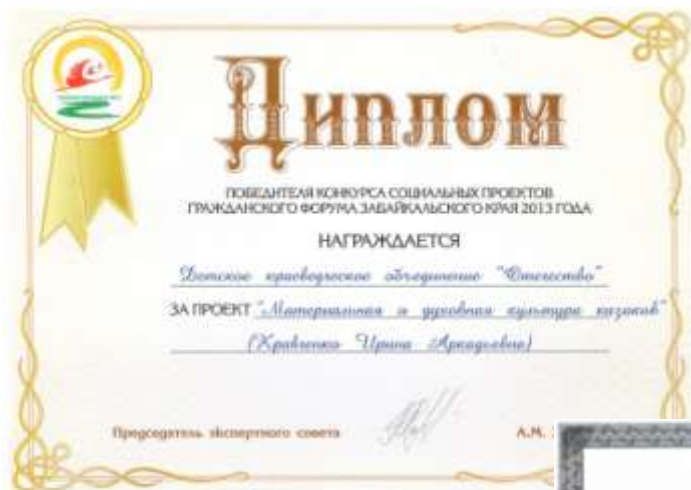 Диплом
ПОБЕДИТЕЛЯ КОНКУРСА СОЦИАЛЬНЫХ ПРОЕКТОВ
ГРАЖДАНСКОГО ФОРУМА ЗАБАЙКАЛЬСКОГО КРАЯ 2013 ГОДА
НАГРАЖДАЕТСЯ
Детское краеведческое объединение "Отечество"
ЗА ПРОЕКТ "Материальная и духовная культура казаков"
(Кравченко Ирина Аркадьевна)
Председатель экспертного совета А.М.